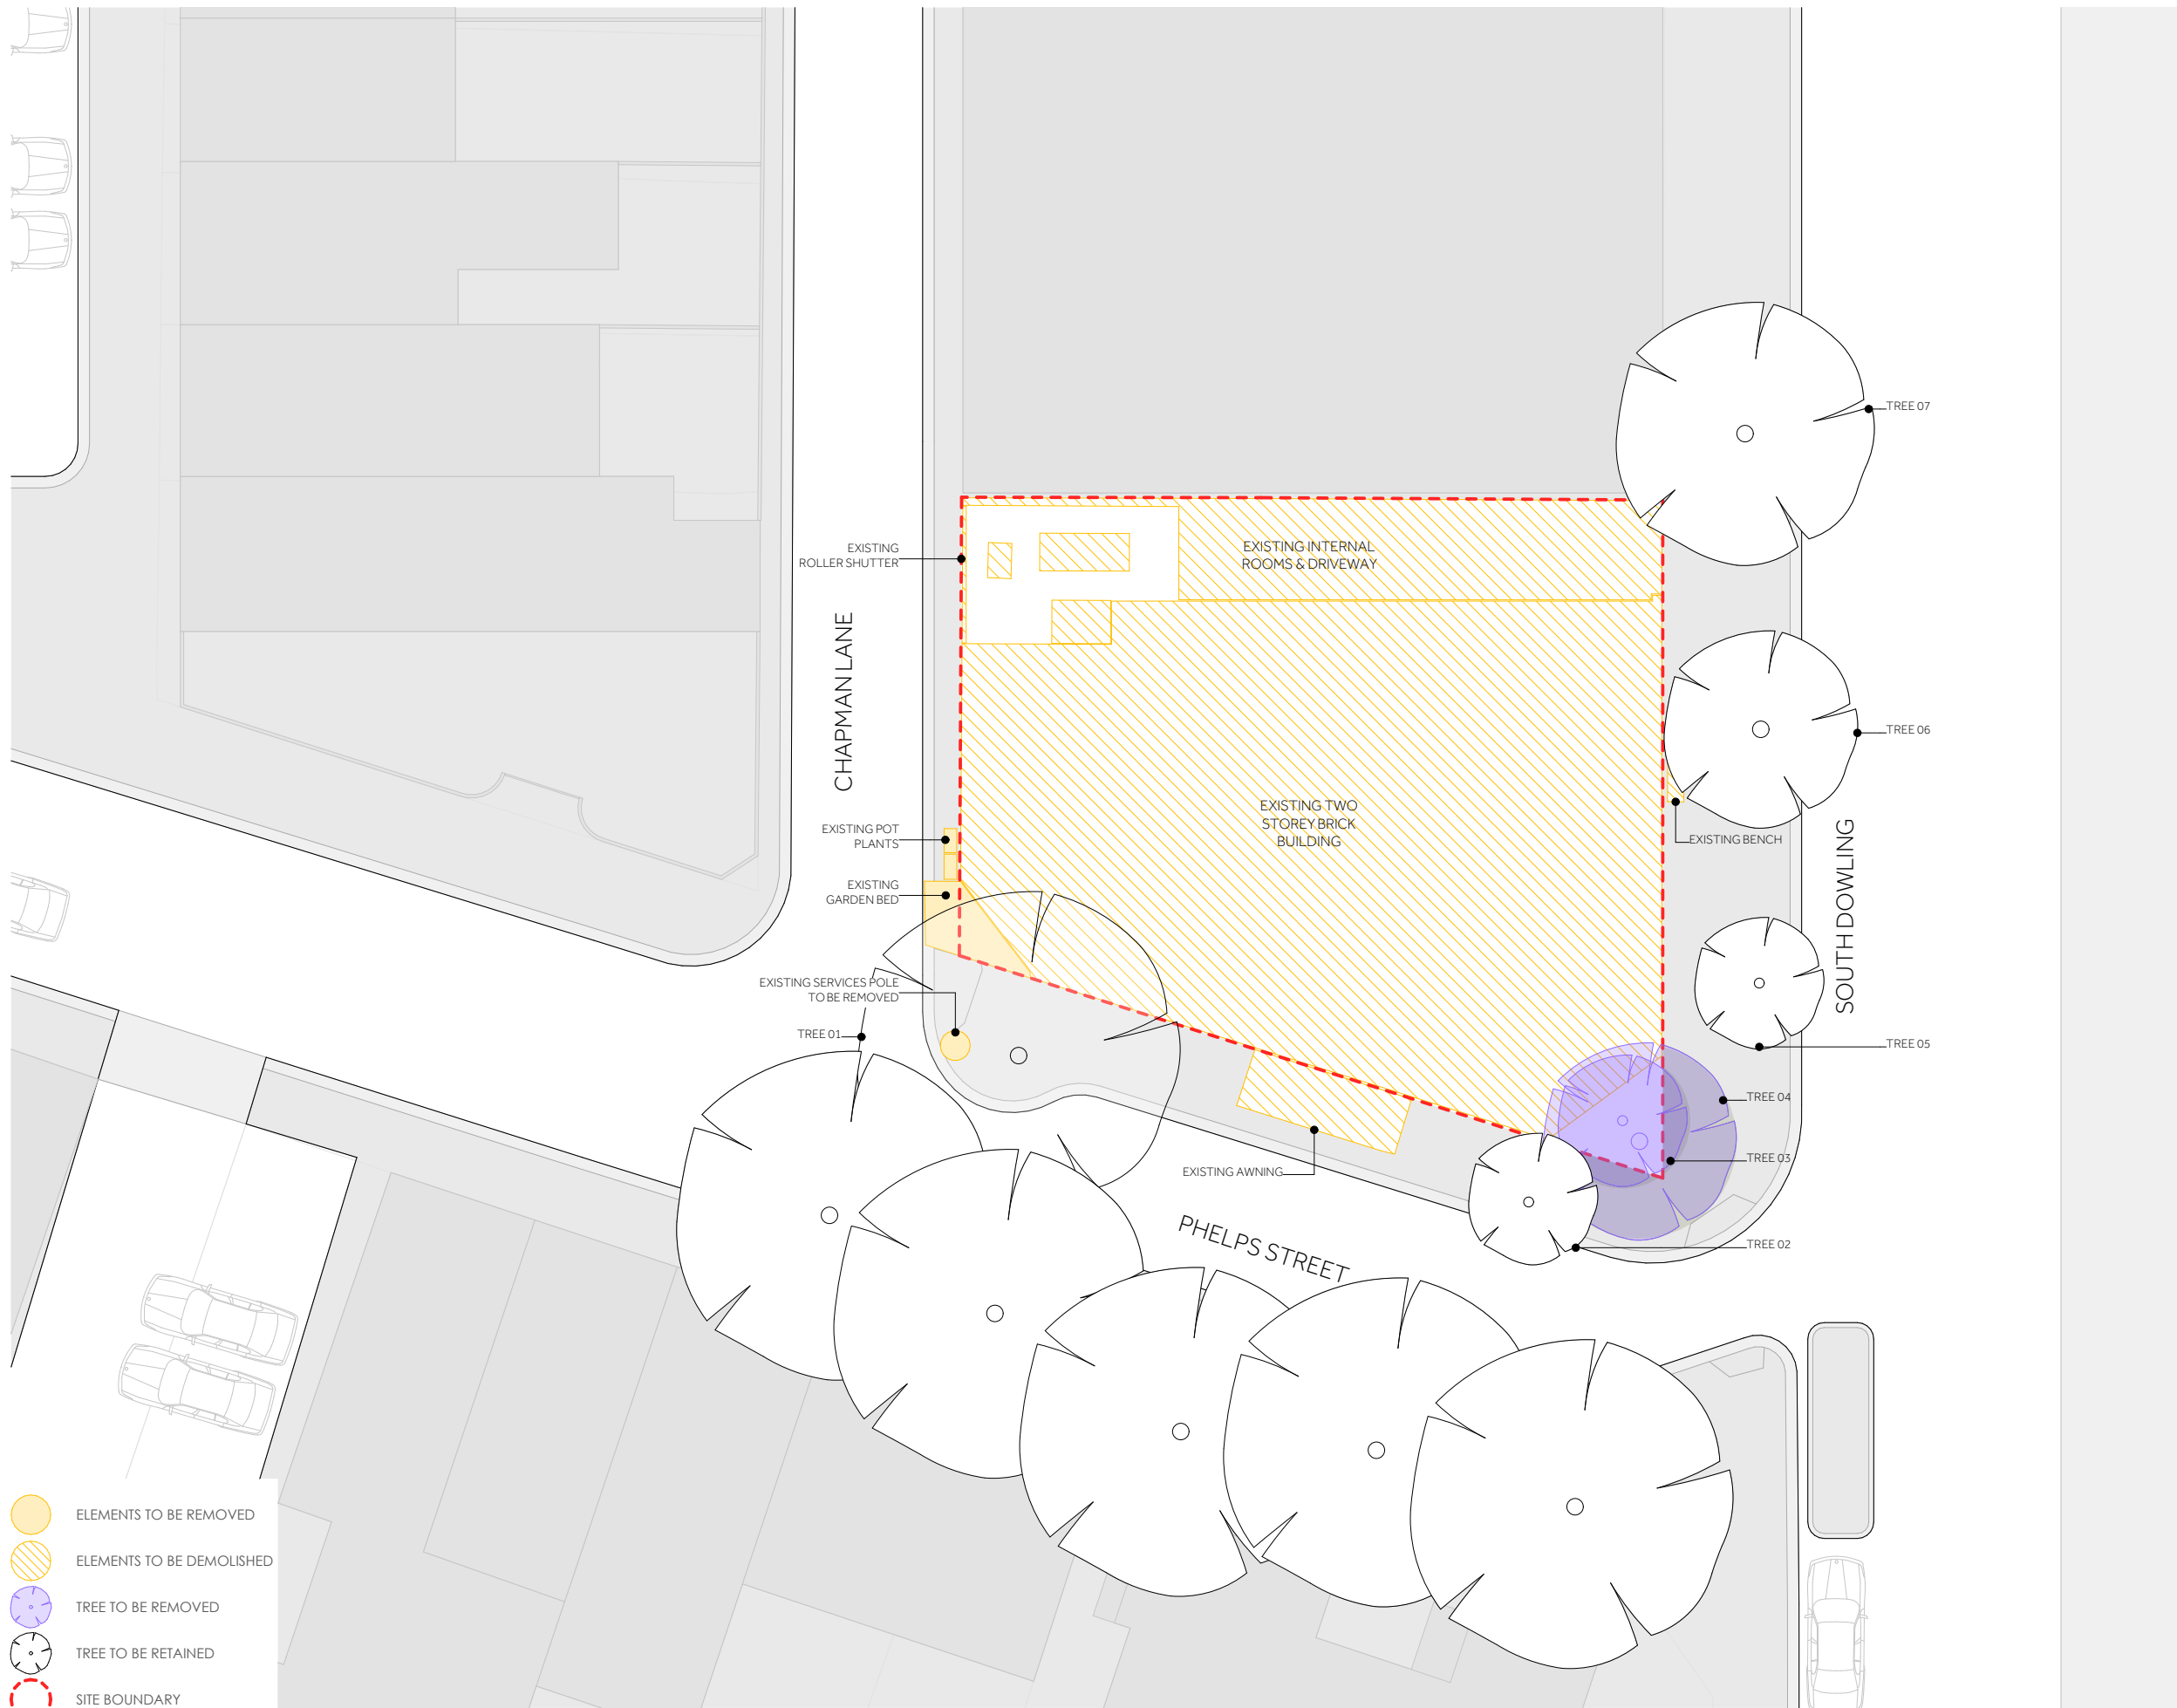 TREE 07
EXISTING
ROLLER SHUTTER
EXISTING INTERNAL
ROOMS & DRIVEWAY
CHAPMAN LANE
TREE 06
EXISTING TWO
STOREY BRICK
BUILDING
EXISTING POT
PLANTS
EXISTING BENCH
SOUTH DOWLING
EXISTING
GARDEN BED
EXISTING SERVICES POLE
TO BE REMOVED
TREE 01
TREE 05
TREE 04
TREE 03
EXISTING AWNING
TREE 02
PHELPS STREET
ELEMENTS TO BE REMOVED
ELEMENTS TO BE DEMOLISHED
TREE TO BE REMOVED
TREE TO BE RETAINED
SITE BOUNDARY